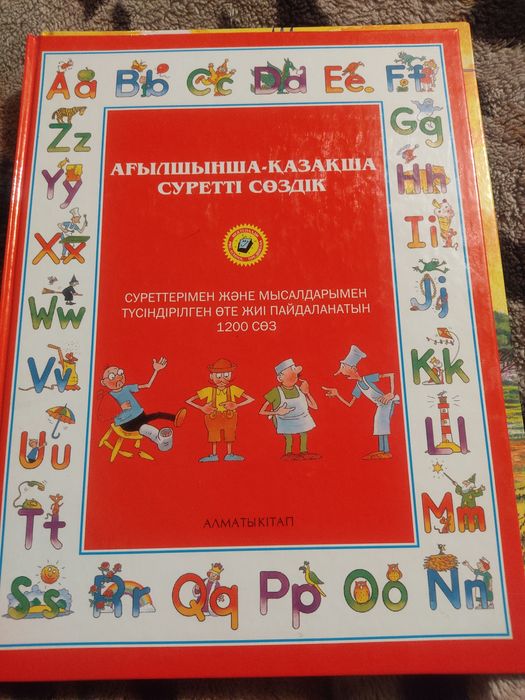 Aa Bb Cc Dd Ee Ff
Gg
Hh
Ii
Jj
Kk
Ll
Mm
Nn
Oo
Pp
Qq
Rr
Ss
Tt
Uu
Vv
Ww
Xx
Yy
Zz
АҒЫЛШЫНША-ҚАЗАҚША
СУРЕТТІ СӨЗДІК
СУРЕТТЕРІМЕН ЖӘНЕ МЫСАЛДАРЫМЕН
ТҮСІНДІРІЛГЕН ӨТЕ ЖИІ ПАЙДАЛАНАТЫН
1200 СӨЗ
АЛМАТЫКІТАП